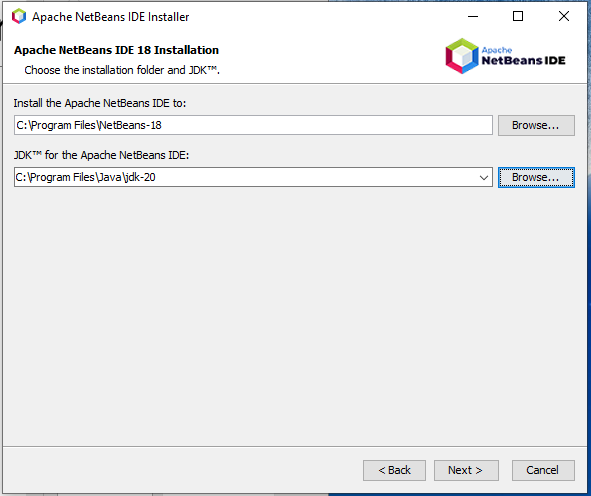 Apache NetBeans IDE Installer
Apache NetBeans IDE 18 Installation
Choose the installation folder and JDK™.
Apache
NetBeans IDE
Install the Apache NetBeans IDE to:
C:\Program Files\NetBeans-18
Browse...
JDK™ for the Apache NetBeans IDE:
C:\Program Files\Java\jdk-20
Browse...
< Back
Next >
Cancel